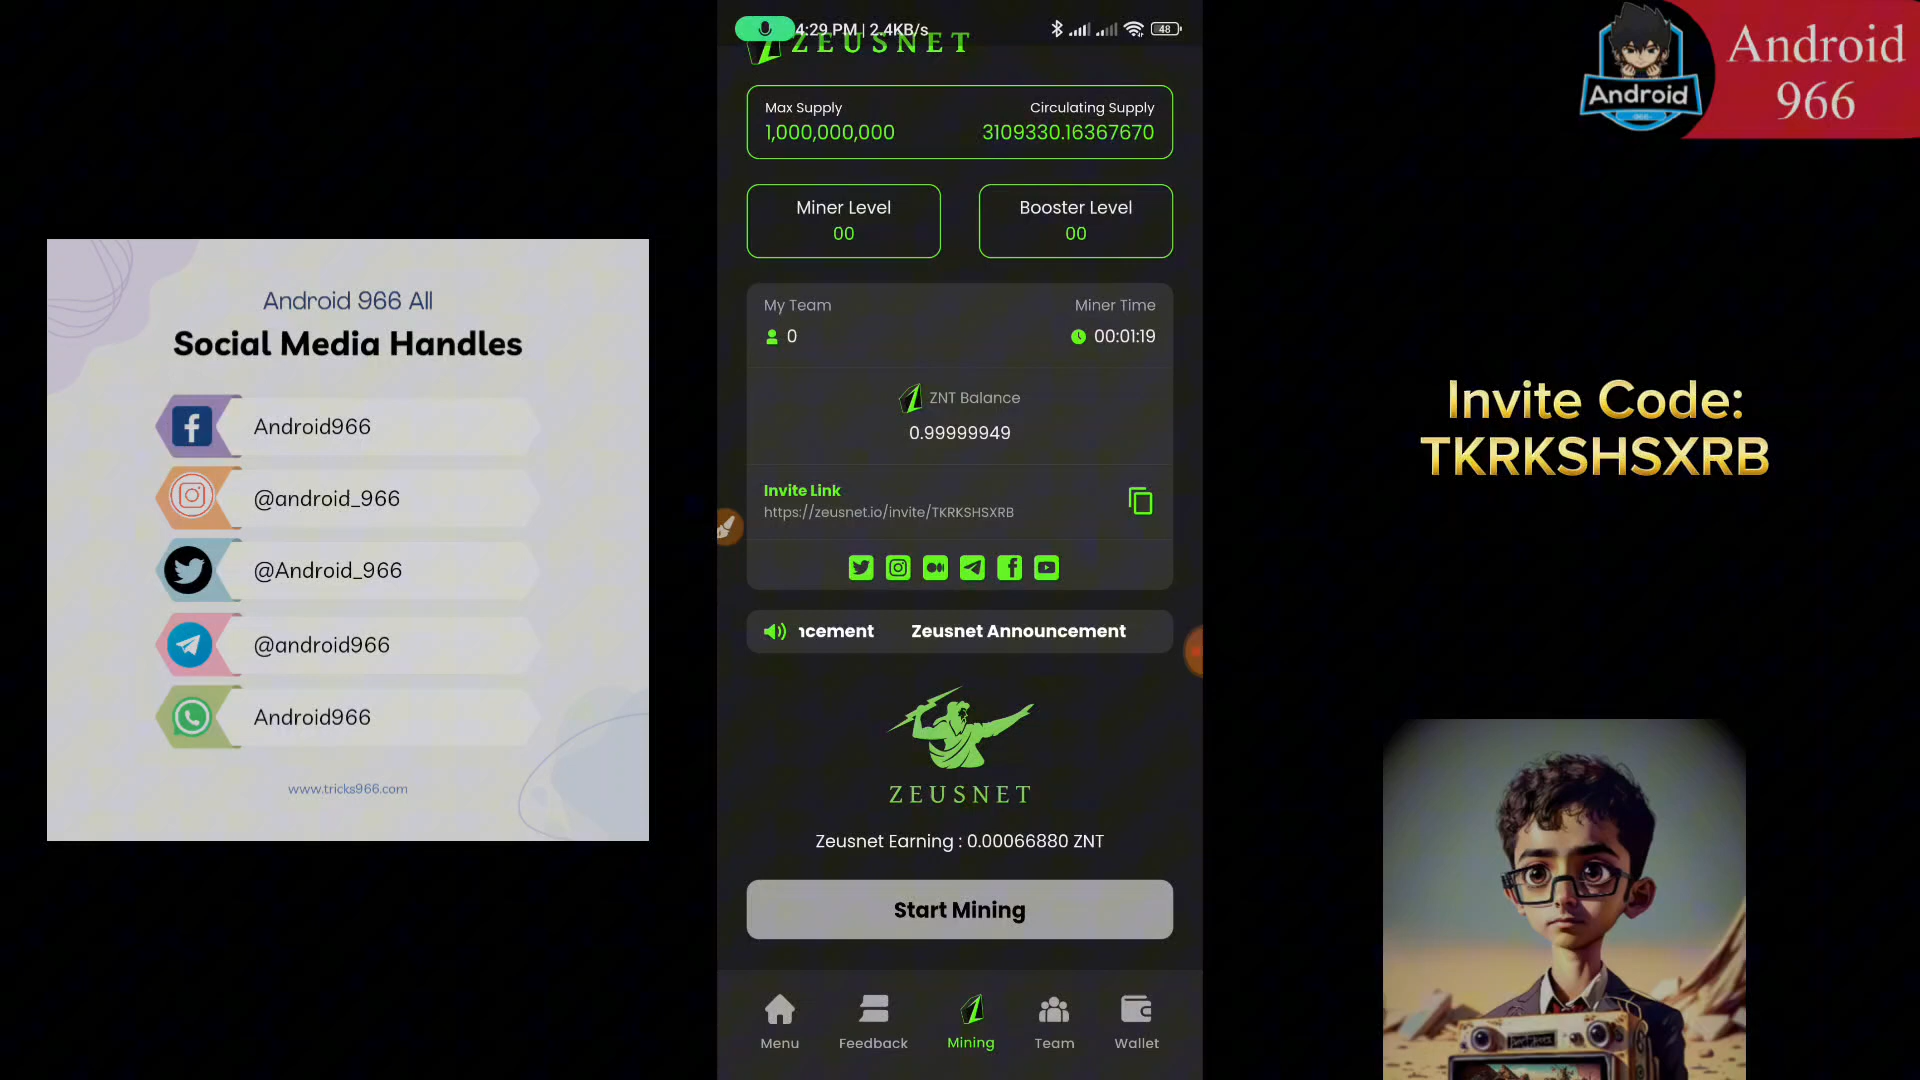 Android 966 All
Social Media Handles
Android966
@android_966
@Android_966
@android966
Android966
www.tricks966.com
4:29 PM | 2.4KB/s
48
ZEUSNET
Max Supply
1,000,000,000
Circulating Supply
3109330.16367670
Miner Level
00
Booster Level
00
My Team
0
Miner Time
00:01:19
ZNT Balance
0.99999949
Invite Link
https://zeusnet.io/invite/TKRKSHSXRB
ncement Zeusnet Announcement
ZEUSNET
Zeusnet Earning : 0.00066880 ZNT
Start Mining
Menu
Feedback
Mining
Team
Wallet
Android
966
Android
966
Invite Code:
TKRKSHSXRB